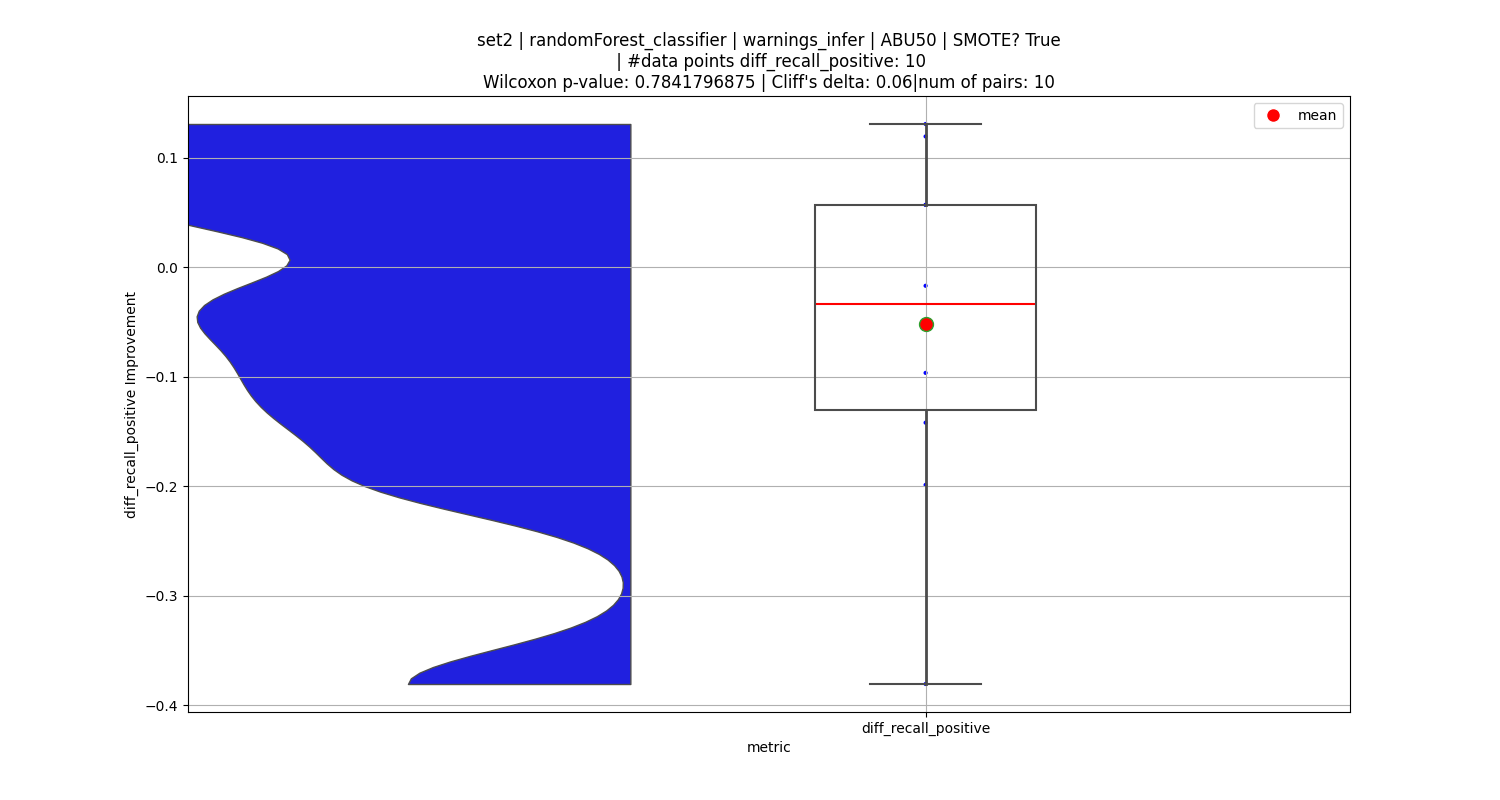 set2 | randomForest_classifier | warnings_infer | ABU50 | SMOTE? True
| #data points diff_recall_positive: 10
Wilcoxon p-value: 0.7841796875 | Cliff's delta: 0.06|num of pairs: 10
mean
0.1
0.0
−0.1
−0.2
−0.3
−0.4
diff_recall_positive Improvement
diff_recall_positive
metric